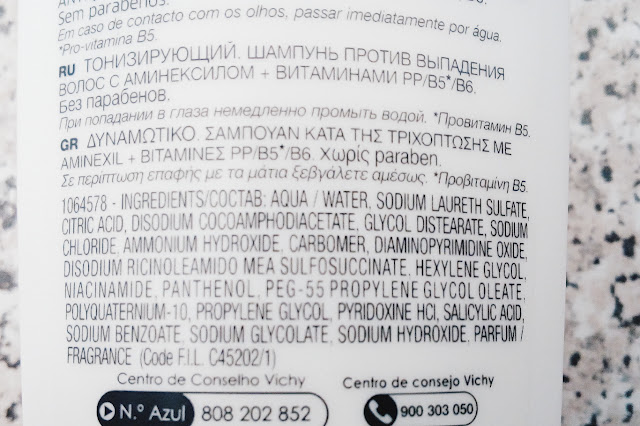 Sem parabenos.
Em caso de contacto com os olhos, passar imediatamente por água.
*Pro-vitamina B5.
RU ТОНИЗИРУЮЩИЙ. ШАМПУНЬ ПРОТИВ ВЫПАДЕНИЯ
ВОЛОС С АМИНЕКСИЛОМ + ВИТАМИНАМИ PP/B5*/B6.
Без парабенов.
При попадании в глаза немедленно промыть водой. *Провитамин B5.
GR ΔΥΝΑΜΩΤΙΚΟ. ΣΑΜΠΟΥΑΝ ΚΑΤΑ ΤΗΣ ΤΡΙΧΟΠΤΩΣΗΣ ΜΕ
AMINEXIL + ΒΙΤΑΜΙΝΕΣ PP/B5*/B6. Χωρίς paraben.
Σε περίπτωση επαφής με τα μάτια ξεβγάλετε αμέσως. *Προβιταμίνη B5.
1064578 - INGREDIENTS/СОСТАВ: AQUA / WATER, SODIUM LAURETH SULFATE,
CITRIC ACID, DISODIUM COCOAMPHODIACETATE, GLYCOL DISTEARATE, SODIUM
CHLORIDE, AMMONIUM HYDROXIDE, CARBOMER, DIAMINOPYRIMIDINE OXIDE,
DISODIUM RICINOLEAMIDO MEA SULFOSUCCINATE, HEXYLENE GLYCOL,
NIACINAMIDE, PANTHENOL, PEG-55 PROPYLENE GLYCOL OLEATE,
POLYQUATERNIUM-10, PROPYLENE GLYCOL, PYRIDOXINE HCl, SALICYLIC ACID,
SODIUM BENZOATE, SODIUM GLYCOLATE, SODIUM HYDROXIDE, PARFUM /
FRAGRANCE (Code F.I.L. C45202/1)
Centro de Conselho Vichy
N.º Azul 808 202 852
Centro de consejo Vichy
900 303 050